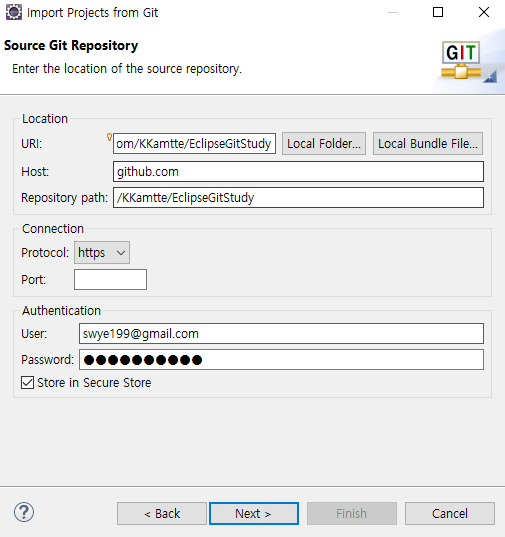 Import Projects from Git
Source Git Repository
Enter the location of the source repository.
GIT
Location
URI: om/KKamtte/EclipseGitStudy Local Folder... Local Bundle File...
Host: github.com
Repository path: /KKamtte/EclipseGitStudy
Connection
Protocol: https
Port:
Authentication
User: swye199@gmail.com
Password: ●●●●●●●●●●
Store in Secure Store
? < Back Next > Finish Cancel